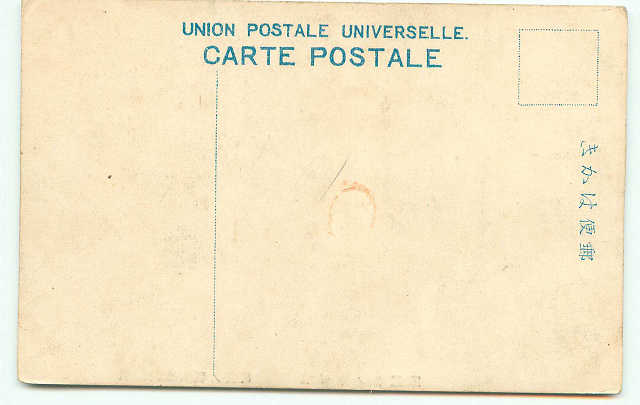 UNION POSTALE UNIVERSELLE.
CARTE POSTALE
郵便はかき